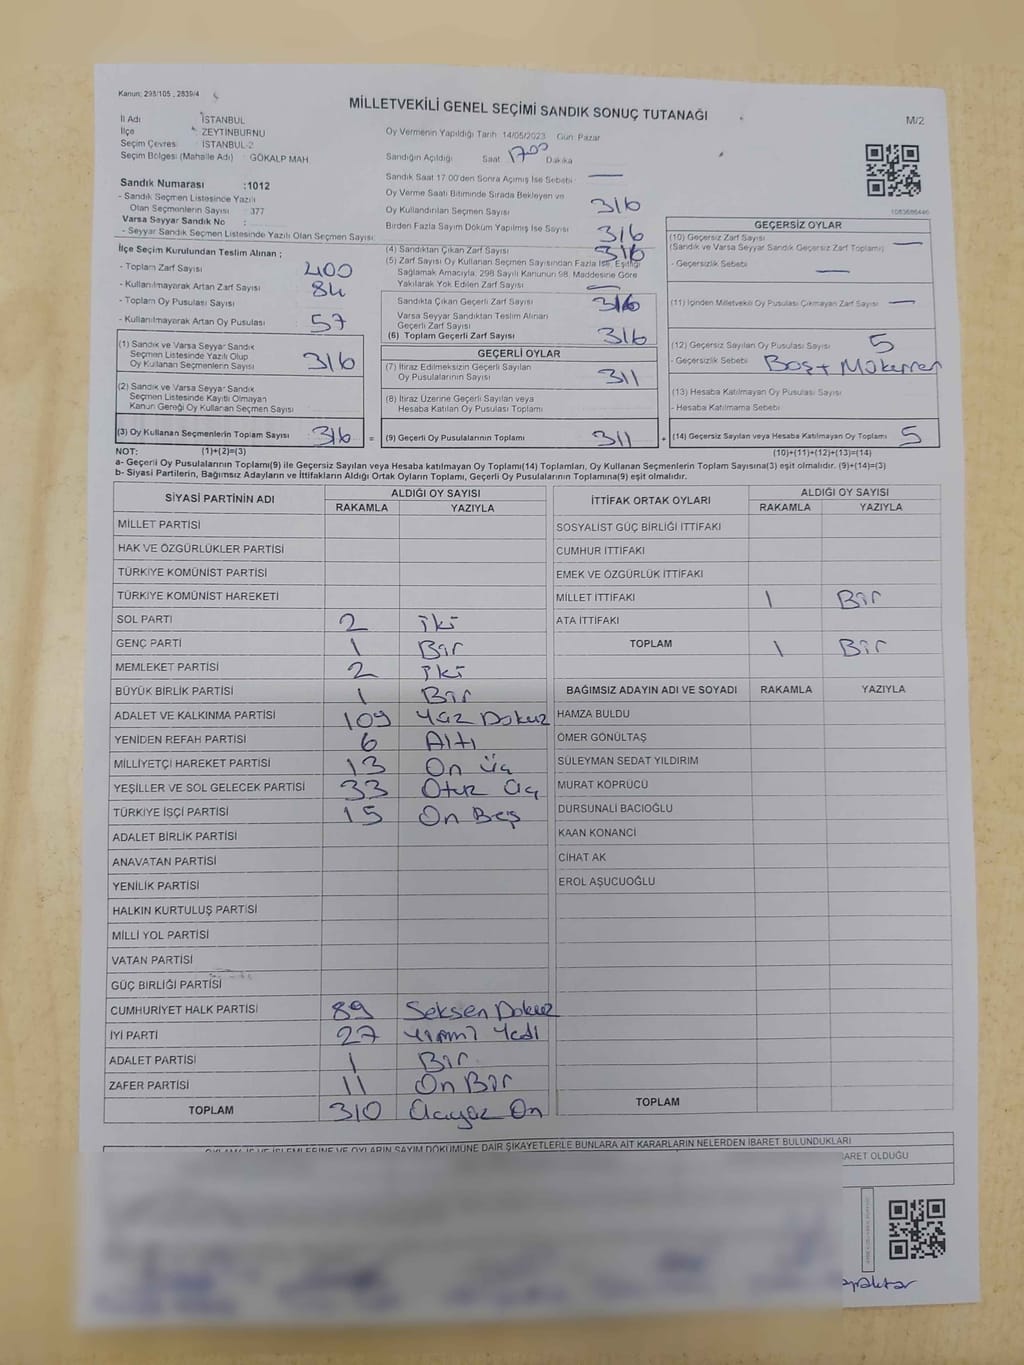 Kanun: 298/105 , 2839/4
MİLLETVEKİLİ GENEL SEÇİMİ SANDIK SONUÇ TUTANAĞI
M/2
İl Adı : İSTANBUL
İlçe : ZEYTİNBURNU
Seçim Çevresi : İSTANBUL-2
Seçim Bölgesi (Mahalle Adı) : GÖKALP MAH
Sandık Numarası :1012
- Sandık Seçmen Listesinde Yazılı
Olan Seçmenlerin Sayısı : 377
Varsa Seyyar Sandık No :
- Seyyar Sandık Seçmen Listesinde Yazılı Olan Seçmen Sayısı:
İlçe Seçim Kurulundan Teslim Alınan ;
- Toplam Zarf Sayısı 400
- Kullanılmayarak Artan Zarf Sayısı 84
- Toplam Oy Pusulası Sayısı
- Kullanılmayarak Artan Oy Pusulası 57
(1) Sandık ve Varsa Seyyar Sandık
Seçmen Listesinde Yazılı Olup
Oy Kullanan Seçmenlerin Sayısı 316
(2) Sandık ve Varsa Seyyar Sandık
Seçmen Listesinde Kayıtlı Olmayan
Kanun Gereği Oy Kullanan Seçmen Sayısı
(3) Oy Kullanan Seçmenlerin Toplam Sayısı 316 =
Oy Vermenin Yapıldığı Tarih 14/05/2023 Gün: Pazar
Sandığın Açıldığı Saat 17 00 Dakika
Sandık Saat 17.00'den Sonra Açılmış İse Sebebi :
Oy Verme Saati Bitiminde Sırada Bekleyen ve
Oy Kullandırılan Seçmen Sayısı 316
Birden Fazla Sayım Döküm Yapılmış İse Sayısı 316
(4) Sandıktan Çıkan Zarf Sayısı 316
(5) Zarf Sayısı Oy Kullanan Seçmen Sayısından Fazla İse, Eşitliği
Sağlamak Amacıyla, 298 Sayılı Kanunun 98. Maddesine Göre
Yakılarak Yok Edilen Zarf Sayısı
Sandıkta Çıkan Geçerli Zarf Sayısı 316
Varsa Seyyar Sandıktan Teslim Alınan
Geçerli Zarf Sayısı
(6) Toplam Geçerli Zarf Sayısı 316
GEÇERLİ OYLAR
(7) İtiraz Edilmeksizin Geçerli Sayılan
Oy Pusulalarının Sayısı 311
(8) İtiraz Üzerine Geçerli Sayılan veya
Hesaba Katılan Oy Pusulası Toplamı
(9) Geçerli Oy Pusulalarının Toplamı 311 +
1083686446
GEÇERSİZ OYLAR
(10) Geçersiz Zarf Sayısı
(Sandık ve Varsa Seyyar Sandık Geçersiz Zarf Toplamı)
- Geçersizlik Sebebi :
(11) İçinden Milletvekili Oy Pusulası Çıkmayan Zarf Sayısı
(12) Geçersiz Sayılan Oy Pusulası Sayısı 5
- Geçersizlik Sebebi : Boş + Mükerrer
(13) Hesaba Katılmayan Oy Pusulası Sayısı
- Hesaba Katılmama Sebebi :
(14) Geçersiz Sayılan veya Hesaba Katılmayan Oy Toplamı 5
NOT: (1)+(2)=(3) (10)+(11)+(12)+(13)=(14)
a- Geçerli Oy Pusulalarının Toplamı(9) ile Geçersiz Sayılan veya Hesaba katılmayan Oy Toplamı(14) Toplamları, Oy Kullanan Seçmenlerin Toplam Sayısına(3) eşit olmalıdır. (9)+(14)=(3)
b- Siyasi Partilerin, Bağımsız Adayların ve İttifakların Aldığı Ortak Oyların Toplamı, Geçerli Oy Pusulalarının Toplamına(9) eşit olmalıdır.
SİYASİ PARTİNİN ADI ALDIĞI OY SAYISI
RAKAMLA YAZIYLA
MİLLET PARTİSİ
HAK VE ÖZGÜRLÜKLER PARTİSİ
TÜRKİYE KOMÜNİST PARTİSİ
TÜRKİYE KOMÜNİST HAREKETİ
SOL PARTİ 2 iki
GENÇ PARTİ 1 Bir
MEMLEKET PARTİSİ 2 iki
BÜYÜK BİRLİK PARTİSİ 1 Bir
ADALET VE KALKINMA PARTİSİ 109 Yüz Dokuz
YENİDEN REFAH PARTİSİ 6 Altı
MİLLİYETÇİ HAREKET PARTİSİ 13 On Üç
YEŞİLLER VE SOL GELECEK PARTİSİ 33 Otuz Üç
TÜRKİYE İŞÇİ PARTİSİ 15 On Beş
ADALET BİRLİK PARTİSİ
ANAVATAN PARTİSİ
YENİLİK PARTİSİ
HALKIN KURTULUŞ PARTİSİ
MİLLİ YOL PARTİSİ
VATAN PARTİSİ
GÜÇ BİRLİĞİ PARTİSİ
CUMHURİYET HALK PARTİSİ 89 Seksen Dokuz
İYİ PARTİ 27 Yirmi Yedi
ADALET PARTİSİ 1 Bir
ZAFER PARTİSİ 11 On Bir
TOPLAM 310 Üçyüz On
İTTİFAK ORTAK OYLARI ALDIĞI OY SAYISI
RAKAMLA YAZIYLA
SOSYALİST GÜÇ BİRLİĞİ İTTİFAKI
CUMHUR İTTİFAKI
EMEK VE ÖZGÜRLÜK İTTİFAKI
MİLLET İTTİFAKI 1 Bir
ATA İTTİFAKI
TOPLAM 1 Bir
BAĞIMSIZ ADAYIN ADI VE SOYADI RAKAMLA YAZIYLA
HAMZA BULDU
ÖMER GÖNÜLTAŞ
SÜLEYMAN SEDAT YILDIRIM
MURAT KÖPRÜCÜ
DURSUNALİ BACIOĞLU
KAAN KONANCİ
CİHAT AK
EROL AŞUCUOĞLU
TOPLAM
İŞLEMLERİNE VE OYLARIN SAYIM DÖKÜMÜNE DAİR ŞİKAYETLERLE BUNLARA AİT KARARLARIN NELERDEN İBARET BULUNDUKLARI
BARET OLDUĞU